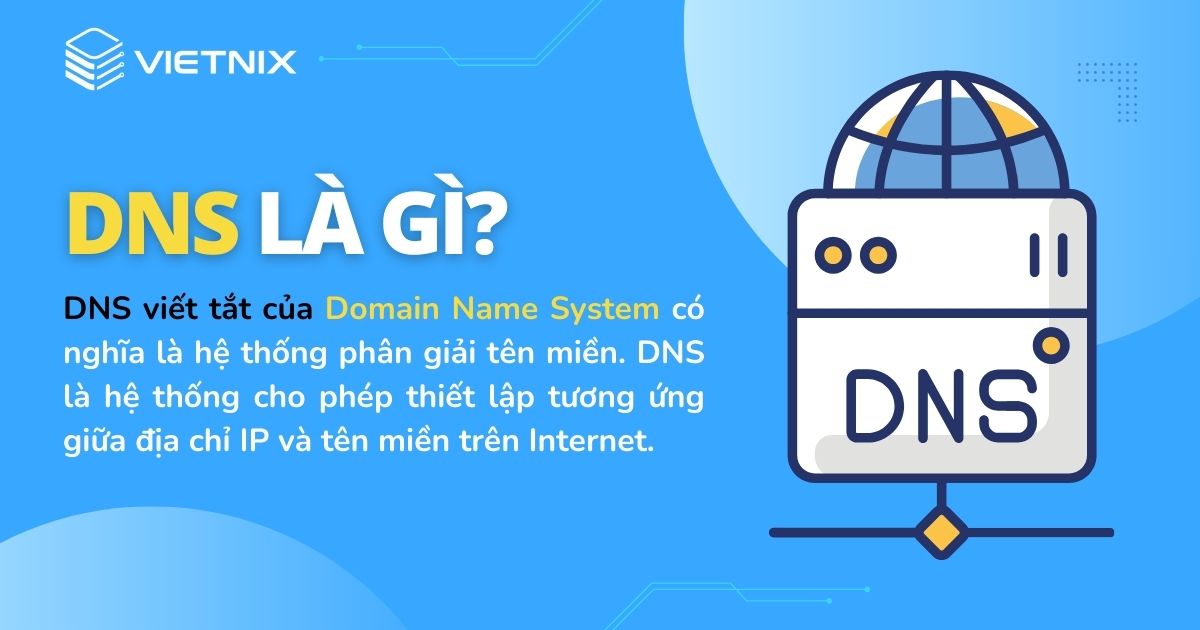 VIETNIX
DNS LÀ GÌ?
DNS viết tắt của Domain Name System có
nghĩa là hệ thống phân giải tên miền. DNS
là hệ thống cho phép thiết lập tương ứng
giữa địa chỉ IP và tên miền trên Internet.
DNS